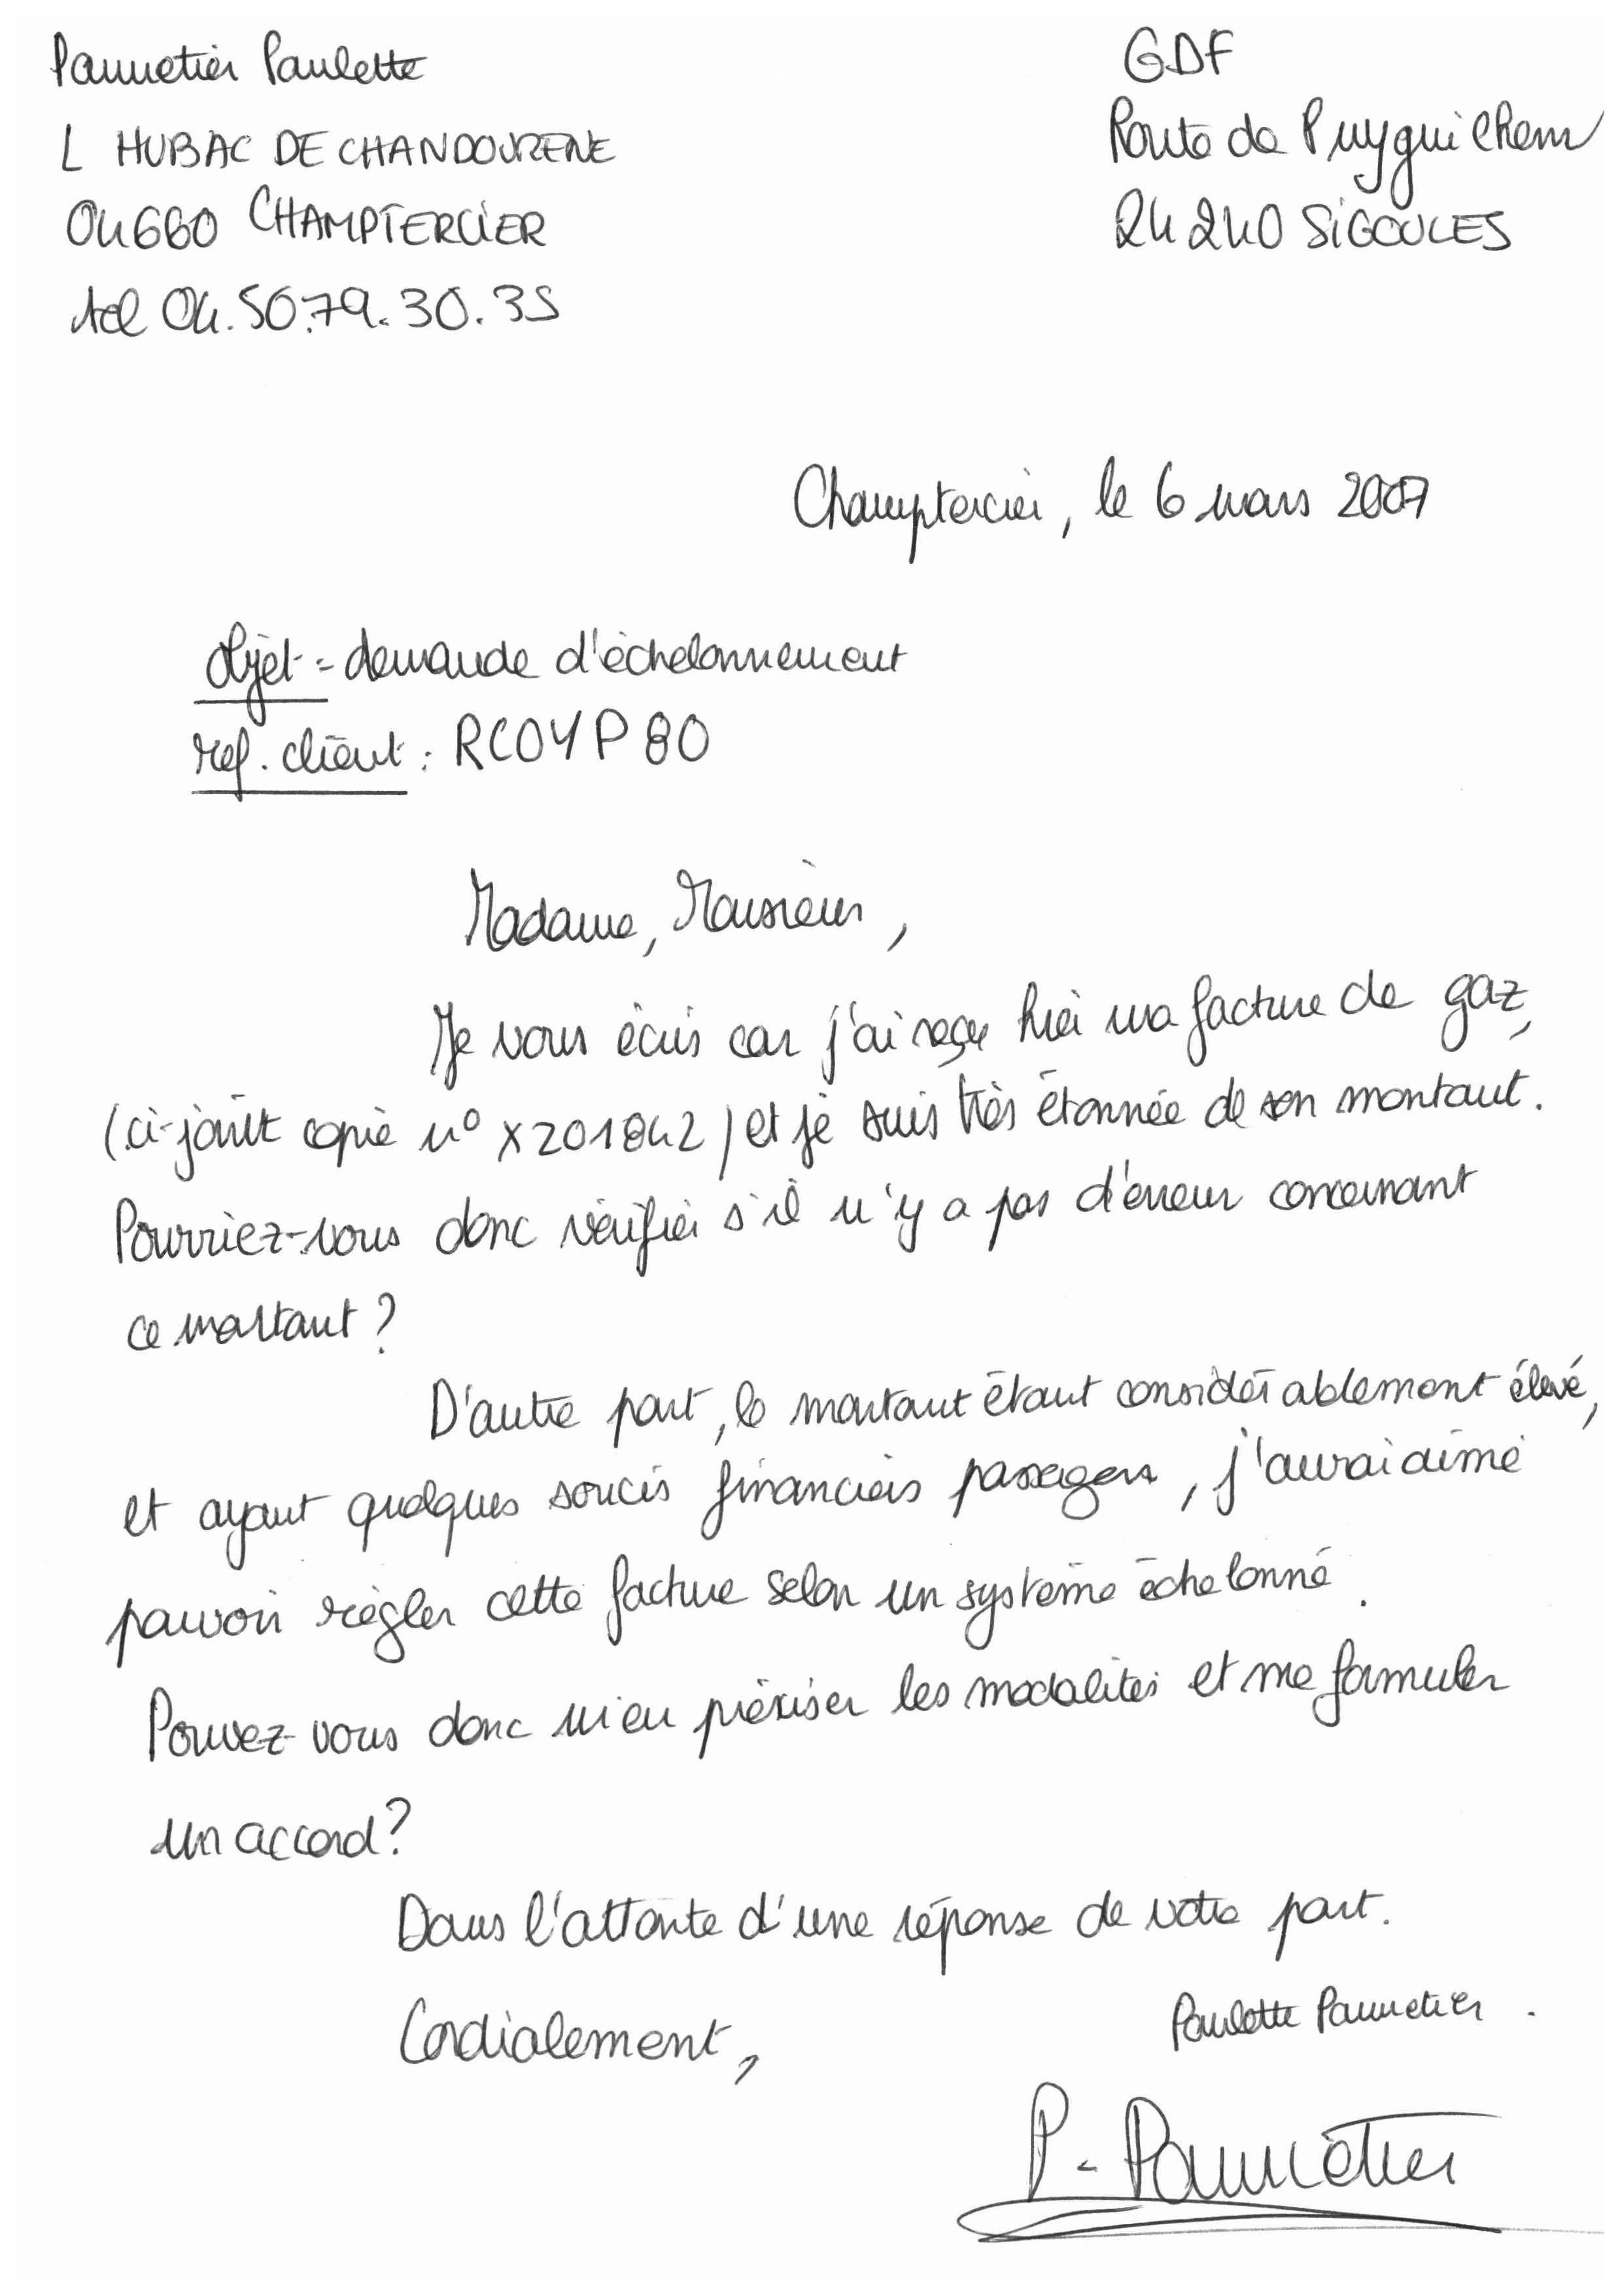 Pannetier Paulette
L HUBAC DE CHANDOURENE
04660 CHAMPTERCIER
tel 04.50.79.30.35
GDF
Route de Puyguilhem
24240 SIGOULES
Champtercier, le 6 mars 2007
Objet : demande d'échelonnement
ref. client : RCOYP80
Madame, Monsieur,
Je vous écris car j'ai reçu hier ma facture de gaz,
(ci-joint copie n° X201842) et je suis très étonnée de son montant.
Pourriez-vous donc vérifier s'il n'y a pas d'erreur concernant
ce montant ?
D'autre part, le montant étant considérablement élevé,
et ayant quelques soucis financiers passagers, j'aurai aimé
pouvoir régler cette facture selon un système échelonné.
Pouvez-vous donc m'en préciser les modalités et me formuler
un accord ?
Dans l'attente d'une réponse de votre part.
Cordialement,
Paulette Pannetier.
P. Pannetier